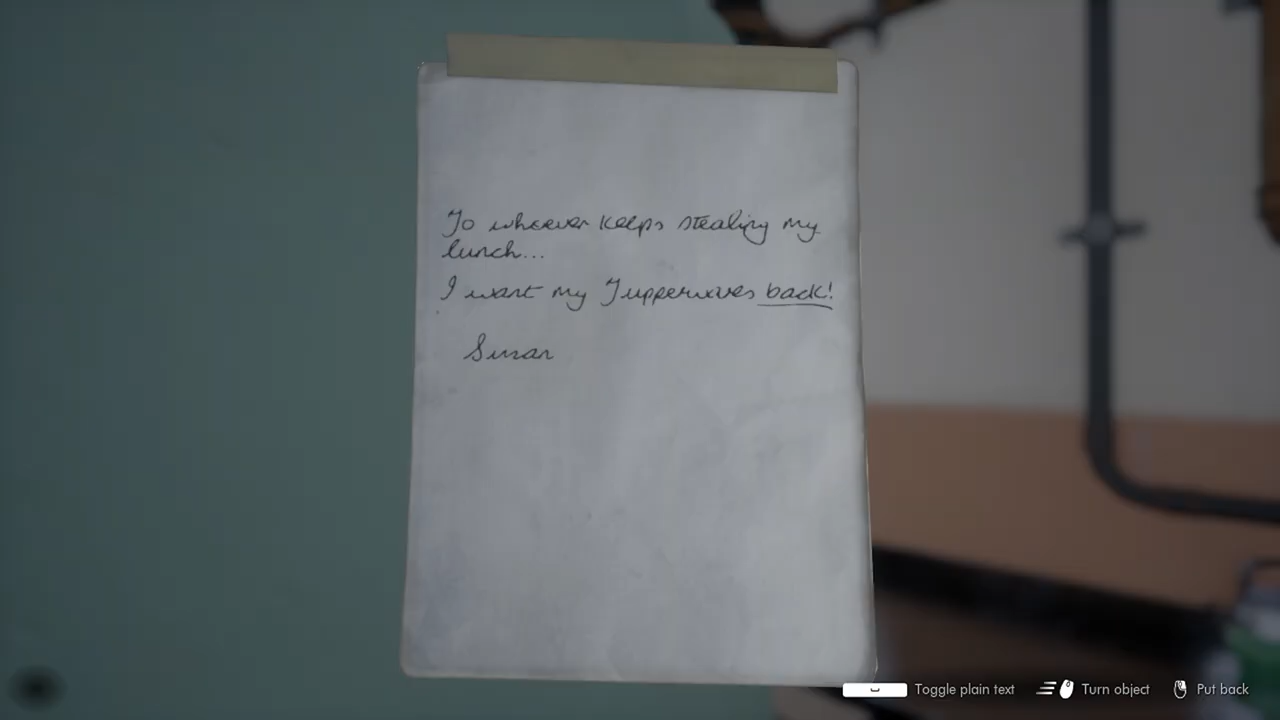 To whoever keeps stealing my
lunch...
I want my Tupperwares back!
Susan
Toggle plain text
Turn object
Put back